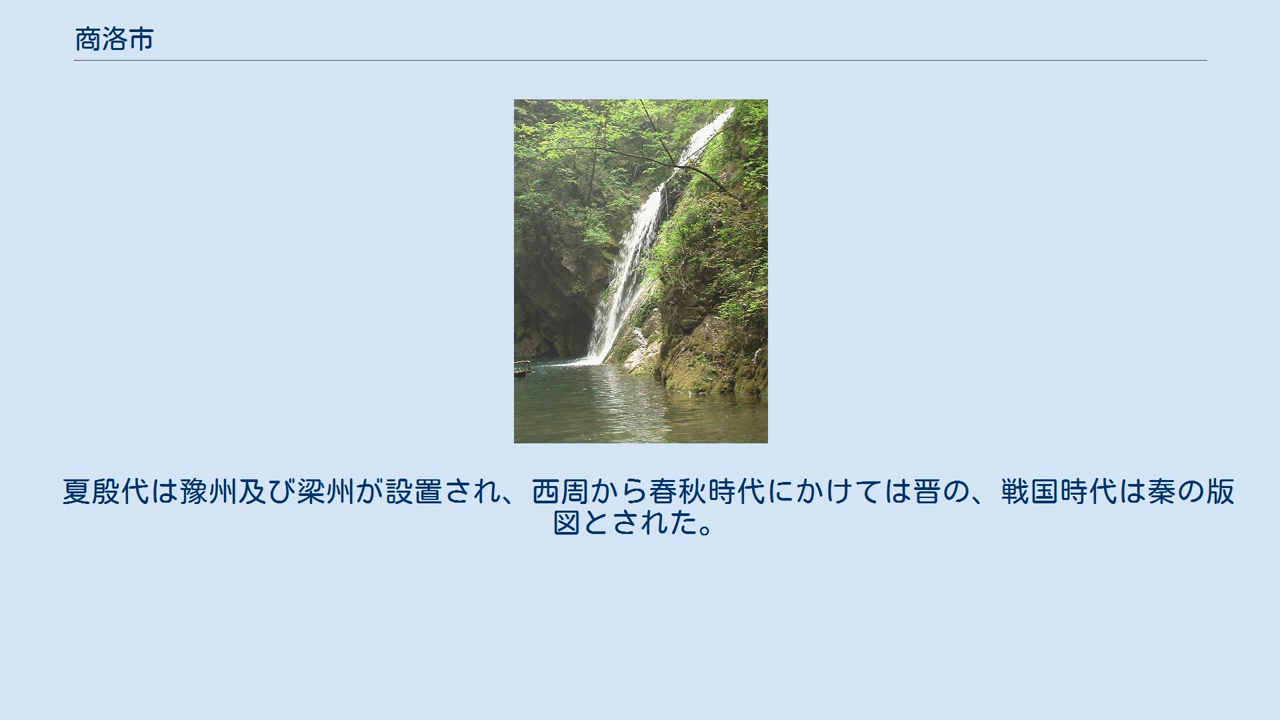 商洛市
夏殷代は豫州及び梁州が設置され、西周から春秋時代にかけては晋の、戦国時代は秦の版
図とされた。